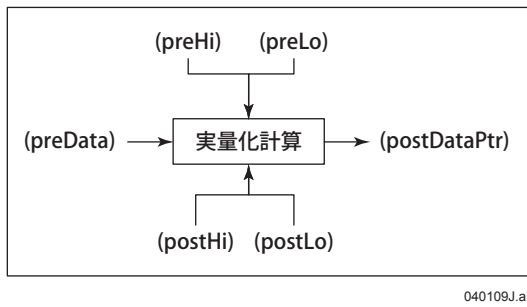 (preHi) (preLo)
(preData) 実量化計算 (postDataPtr)
(postHi) (postLo)
040109J.a